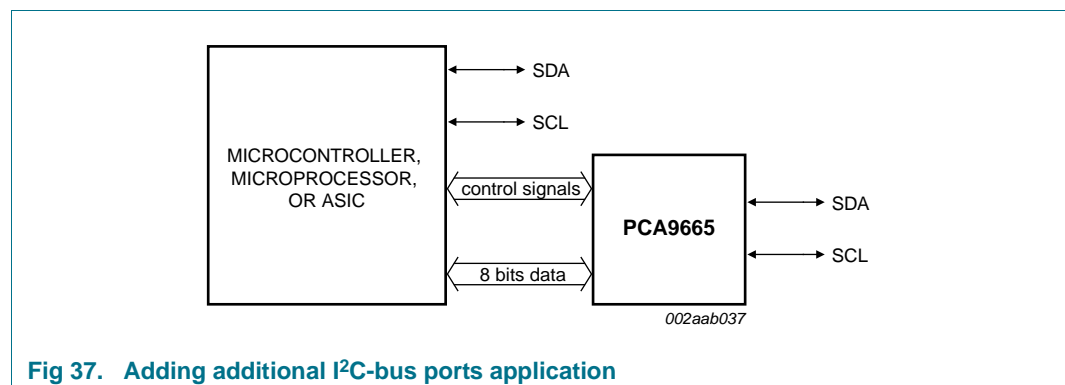 SDA
SCL
MICROCONTROLLER,
MICROPROCESSOR,
OR ASIC
control signals
8 bits data
PCA9665
SDA
SCL
002aab037
Fig 37. Adding additional I²C-bus ports application